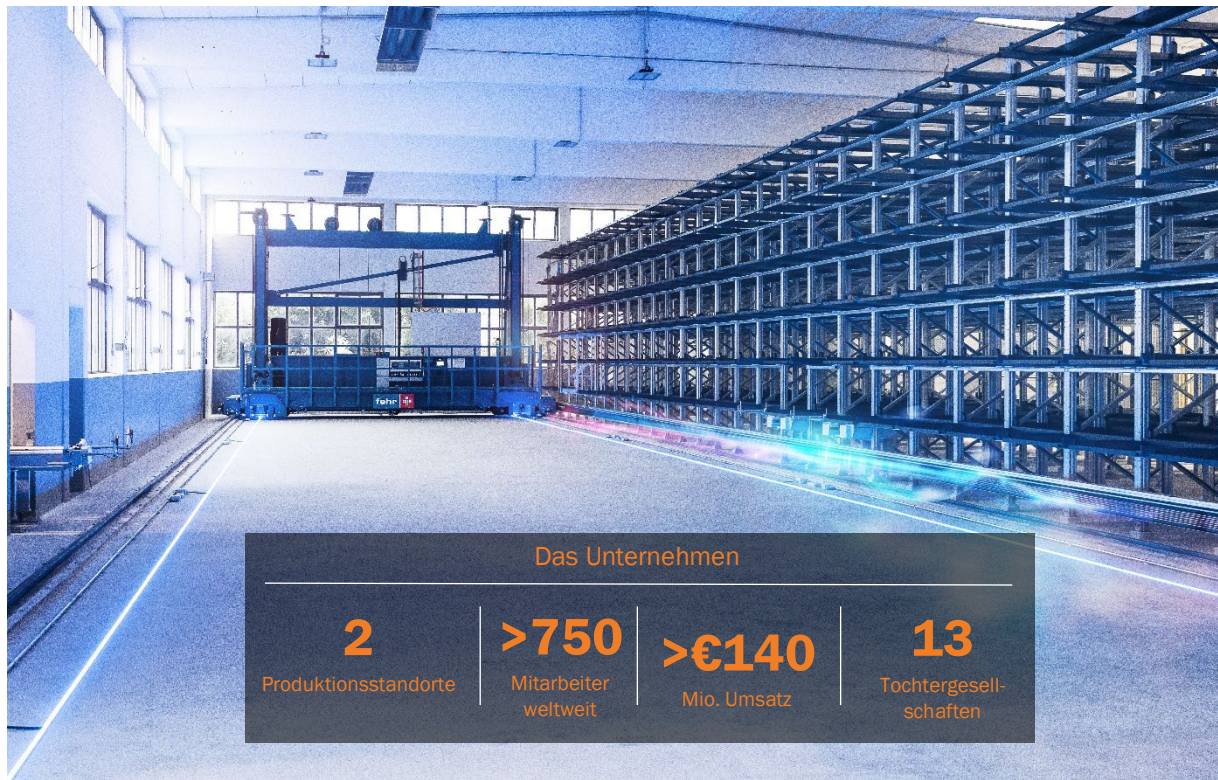 fehr
Das Unternehmen
2
Produktionsstandorte
>750
Mitarbeiter
weltweit
>€140
Mio. Umsatz
13
Tochtergesell-
schaften